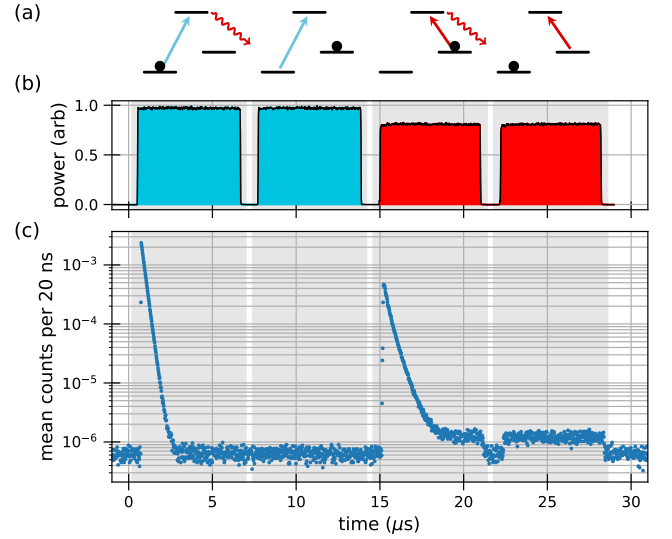 (a)
(b)
1.0
0.5
0.0
power (arb)
(c)
10⁻³
10⁻⁴
10⁻⁵
10⁻⁶
mean counts per 20 ns
0 5 10 15 20 25 30
time (μs)